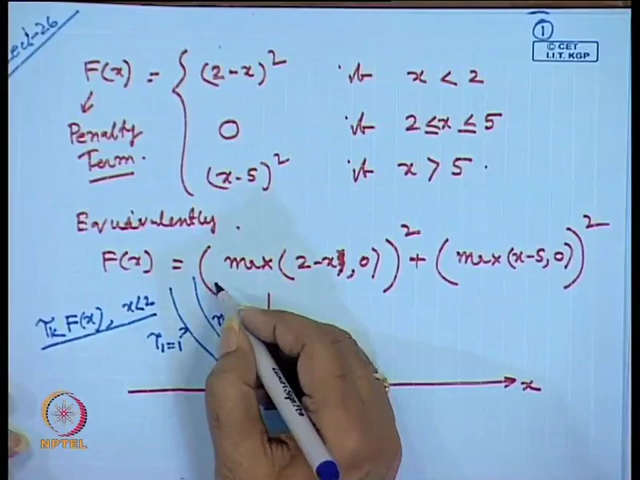 Lect-26
1
© CET
I.I.T. KGP
F(x) = { (2-x)² if x < 2
Penalty Term. 0 if 2 ≤ x ≤ 5
(x-5)² if x > 5.
Equivalently.
F(x) = (max(2-x, 0))² + (max(x-5, 0))²
r_k F(x), x<2
r₁=1
x
NPTEL